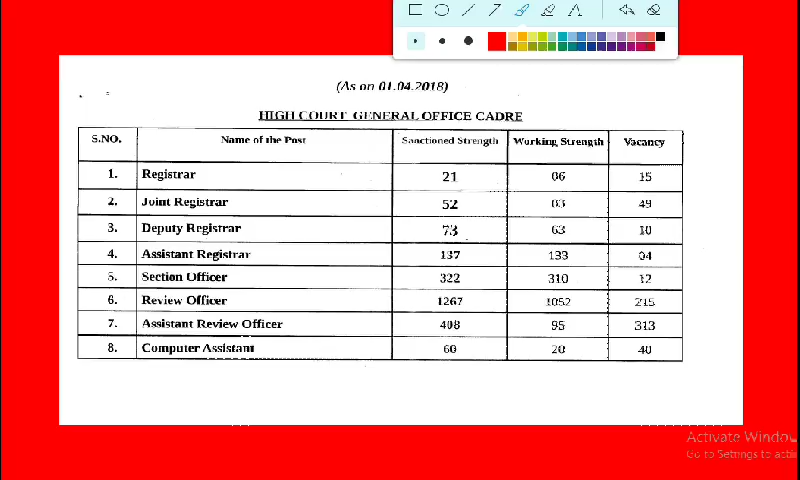 (As on 01.04.2018)
HIGH COURT GENERAL OFFICE CADRE
S.NO. Name of the Post Sanctioned Strength Working Strength Vacancy
1. Registrar 21 06 15
2. Joint Registrar 52 03 49
3. Deputy Registrar 73 63 10
4. Assistant Registrar 137 133 04
5. Section Officer 322 310 12
6. Review Officer 1267 1052 215
7. Assistant Review Officer 408 95 313
8. Computer Assistant 60 20 40
Activate Window
Go to Settings to activ